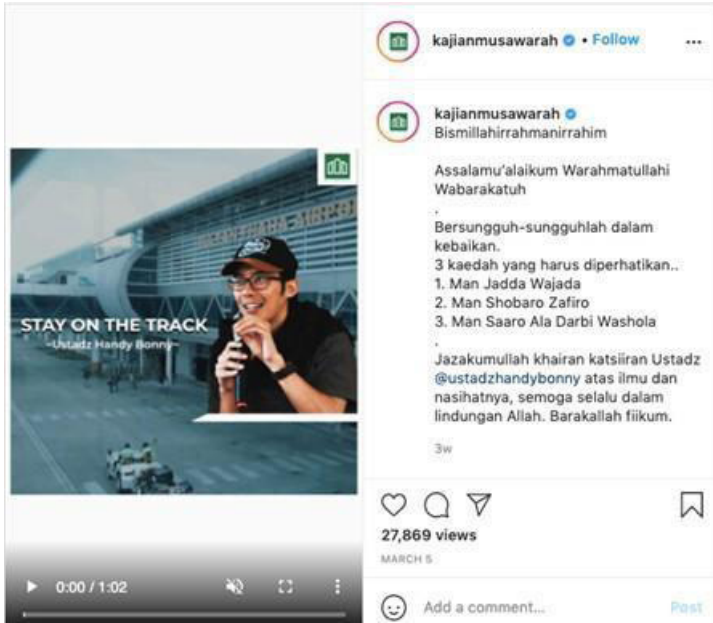 kajianmusawarah • Follow
kajianmusawarah
Bismillahirrahmanirrahim
Assalamu'alaikum Warahmatullahi
Wabarakatuh
.
Bersungguh-sungguhlah dalam
kebaikan.
3 kaedah yang harus diperhatikan..
1. Man Jadda Wajada
2. Man Shobaro Zafiro
3. Man Saaro Ala Darbi Washola
.
Jazakumullah khairan katsiiran Ustadz
@ustadzhandybonny atas ilmu dan
nasihatnya, semoga selalu dalam
lindungan Allah. Barakallah fiikum.
3w
STAY ON THE TRACK
~Ustadz Handy Bonny~
27,869 views
MARCH 5
0:00 / 1:02
Add a comment...
Post